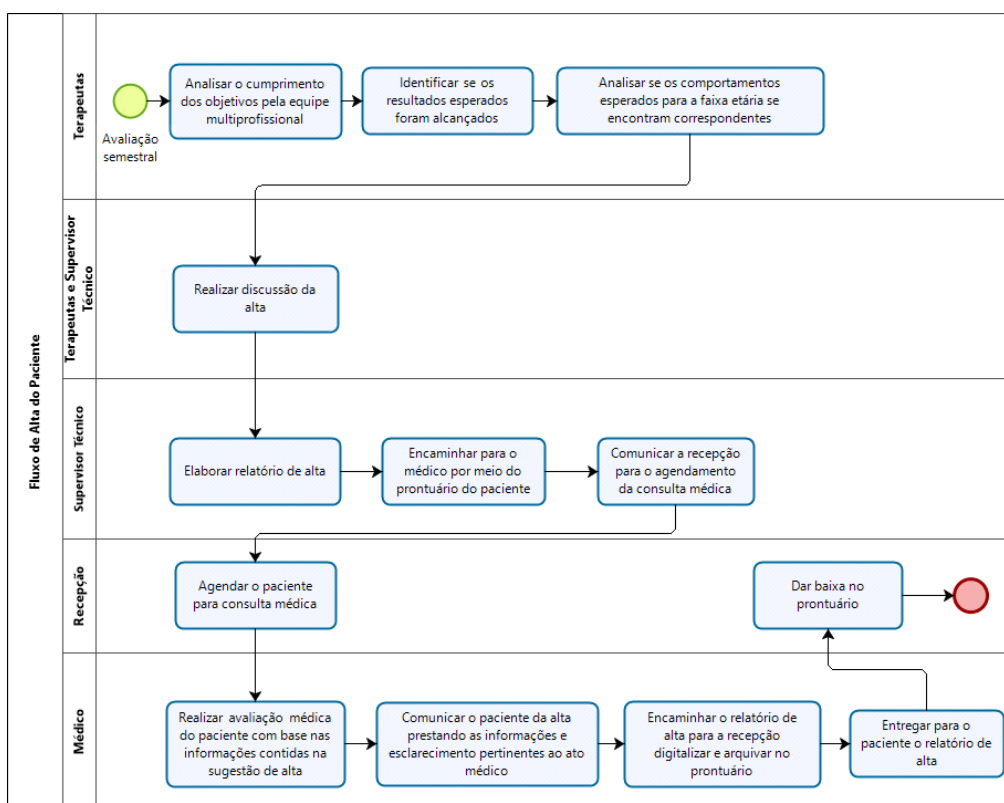 Fluxo de Alta do Paciente
Terapeutas
Avaliação
semestral
Analisar o cumprimento
dos objetivos pela equipe
multiprofissional
Identificar se os
resultados esperados
foram alcançados
Analisar se os comportamentos
esperados para a faixa etária se
encontram correspondentes
Terapeutas e Supervisor
Técnico
Realizar discussão da
alta
Supervisor Técnico
Elaborar relatório de alta
Encaminhar para o
médico por meio do
prontuário do paciente
Comunicar a recepção
para o agendamento
da consulta médica
Recepção
Agendar o paciente
para consulta médica
Dar baixa no
prontuário
Médico
Realizar avaliação médica
do paciente com base nas
informações contidas na
sugestão de alta
Comunicar o paciente da alta
prestando as informações e
esclarecimento pertinentes ao ato
médico
Encaminhar o relatório de
alta para a recepção
digitalizar e arquivar no
prontuário
Entregar para o
paciente o relatório de
alta